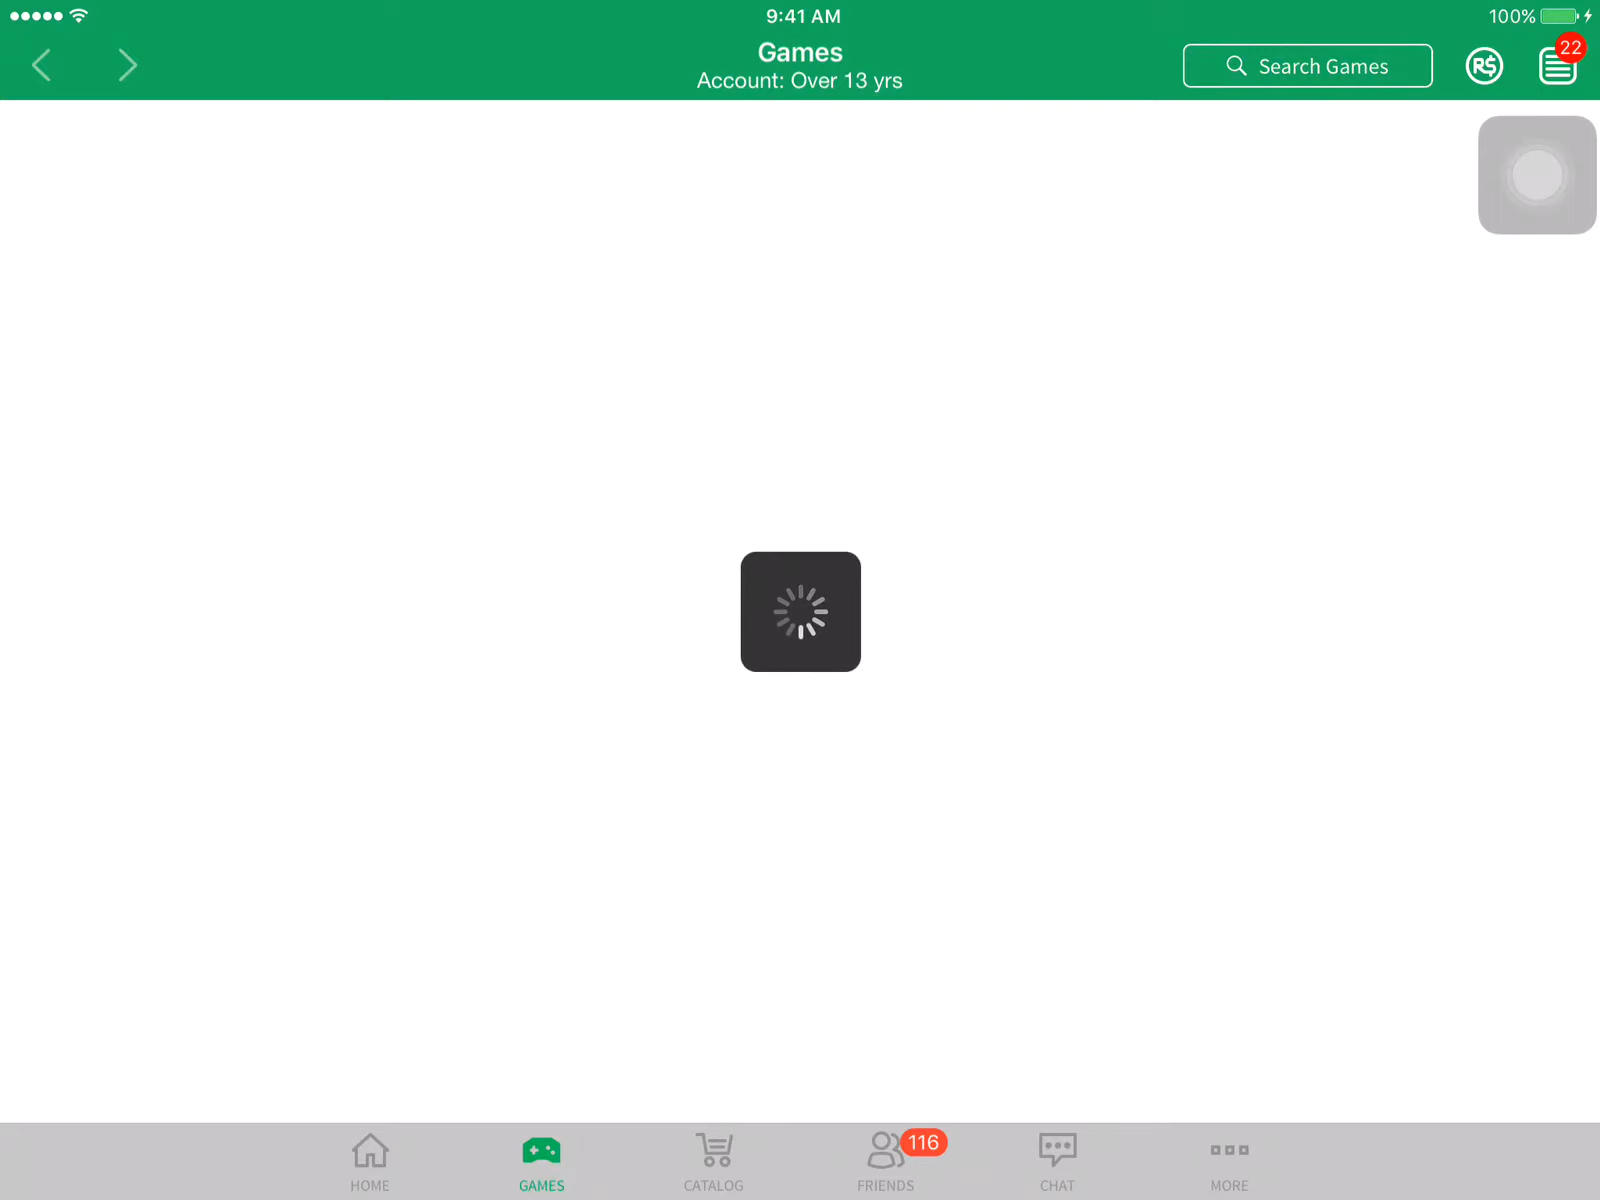 9:41 AM
100%
Games
Account: Over 13 yrs
Search Games
R$
22
116
HOME
GAMES
CATALOG
FRIENDS
CHAT
MORE